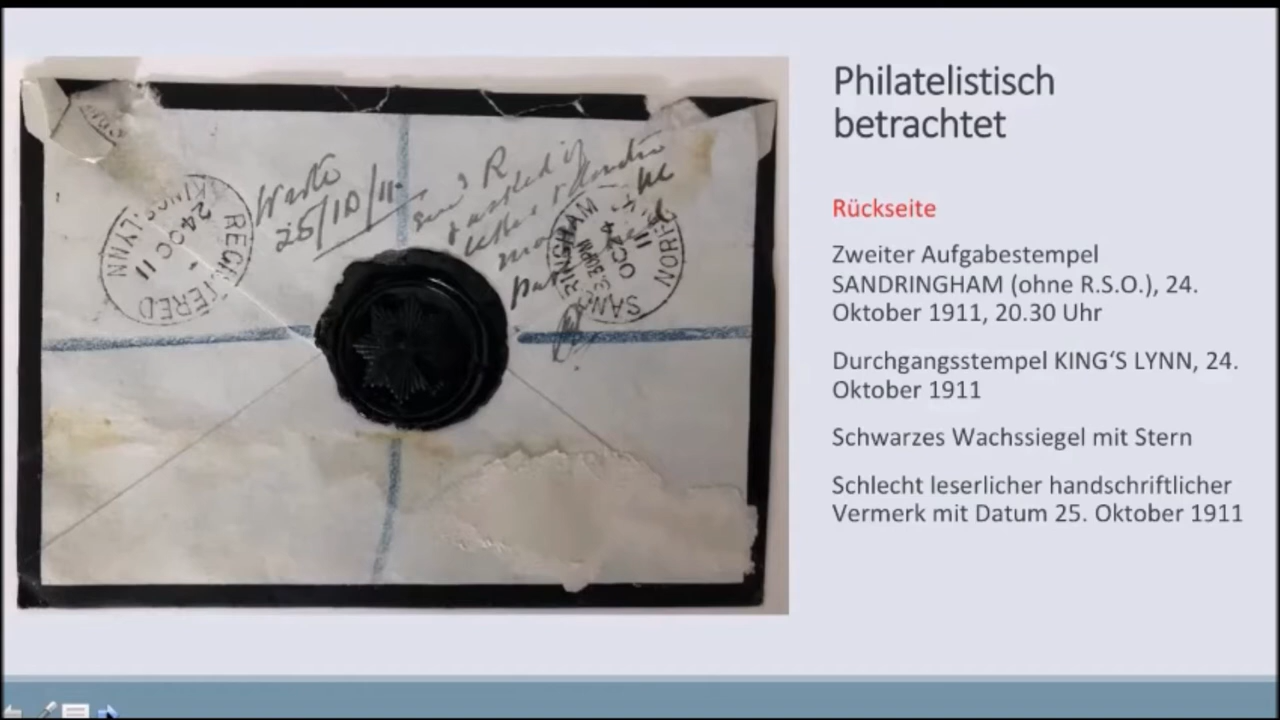 Philatelistisch
betrachtet
Rückseite
Zweiter Aufgabestempel
SANDRINGHAM (ohne R.S.O.), 24.
Oktober 1911, 20.30 Uhr
Durchgangsstempel KING‘S LYNN, 24.
Oktober 1911
Schwarzes Wachssiegel mit Stern
Schlecht leserlicher handschriftlicher
Vermerk mit Datum 25. Oktober 1911
REGISTERED
24 OC 11
KING'S LYNN
25/10/11
R
SANDRINGHAM
OC 24
11